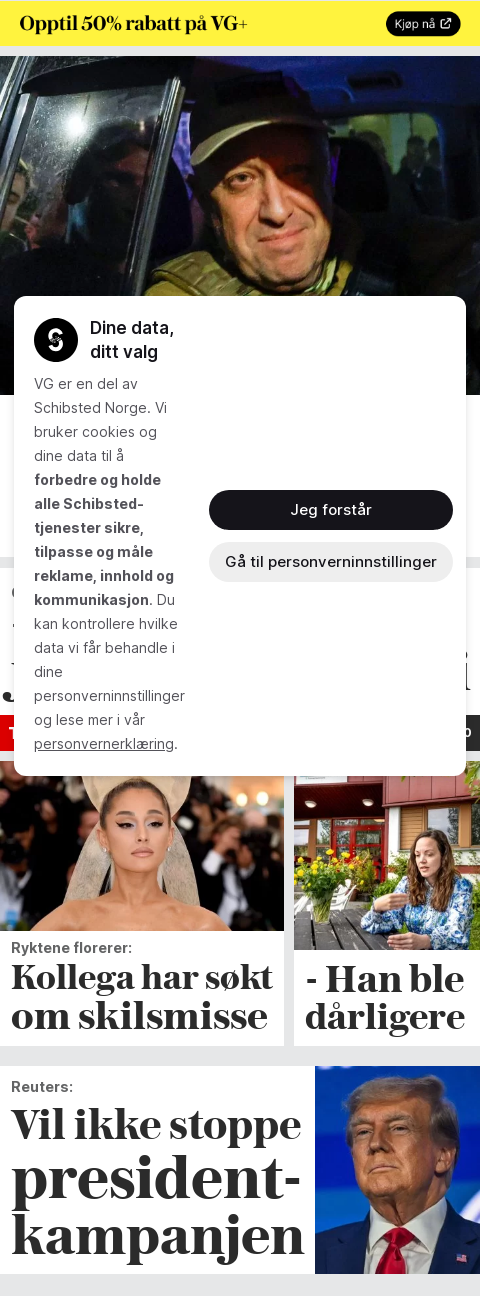 Opptil 50% rabatt på VG+
Kjøp nå
Dine data,
ditt valg
VG er en del av
Schibsted Norge. Vi
bruker cookies og
dine data til å
forbedre og holde
alle Schibsted-
tjenester sikre,
tilpasse og måle
reklame, innhold og
kommunikasjon. Du
kan kontrollere hvilke
data vi får behandle i
dine
personverninnstillinger
og lese mer i vår
personvernerklæring.
Jeg forstår
Gå til personverninnstillinger
Ryktene florerer:
Kollega har søkt
om skilsmisse
- Han ble
dårligere
Reuters:
Vil ikke stoppe
president-
kampanjen